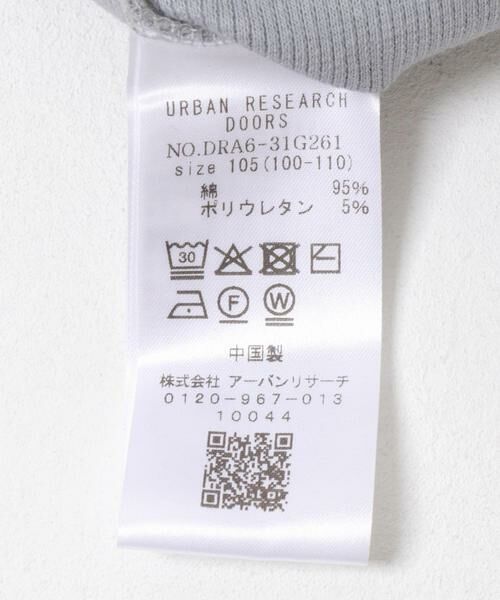 URBAN RESEARCH
DOORS
NO.DRA6-31G261
size 105(100-110)
綿 95%
ポリウレタン 5%
30
F W
中国製
株式会社 アーバンリサーチ
0120-967-013
10044